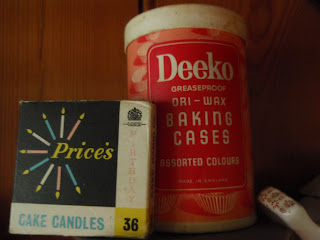 Price's
BIRTHDAY
CAKE CANDLES 36
Deeko
GREASEPROOF
DRI-WAX
BAKING
CASES
ASSORTED COLOURS
MADE IN ENGLAND